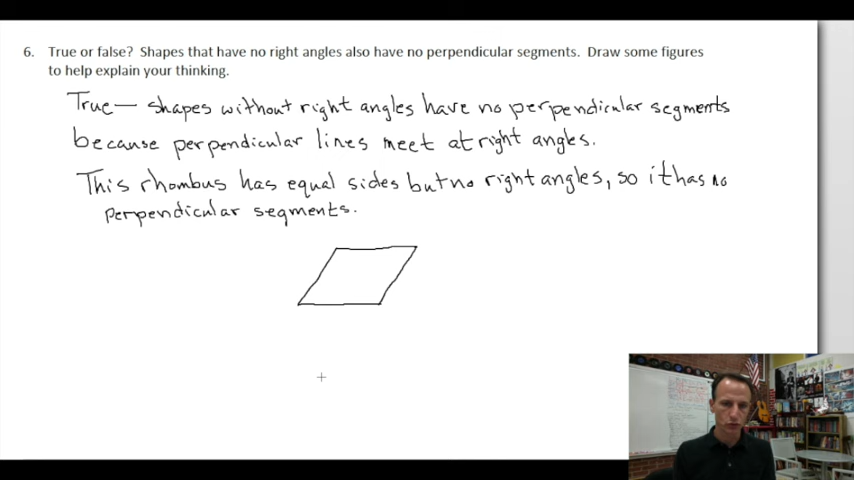 6. True or false? Shapes that have no right angles also have no perpendicular segments. Draw some figures
to help explain your thinking.
True— shapes without right angles have no perpendicular segments
because perpendicular lines meet at right angles.
This rhombus has equal sides but no right angles, so it has no
perpendicular segments.